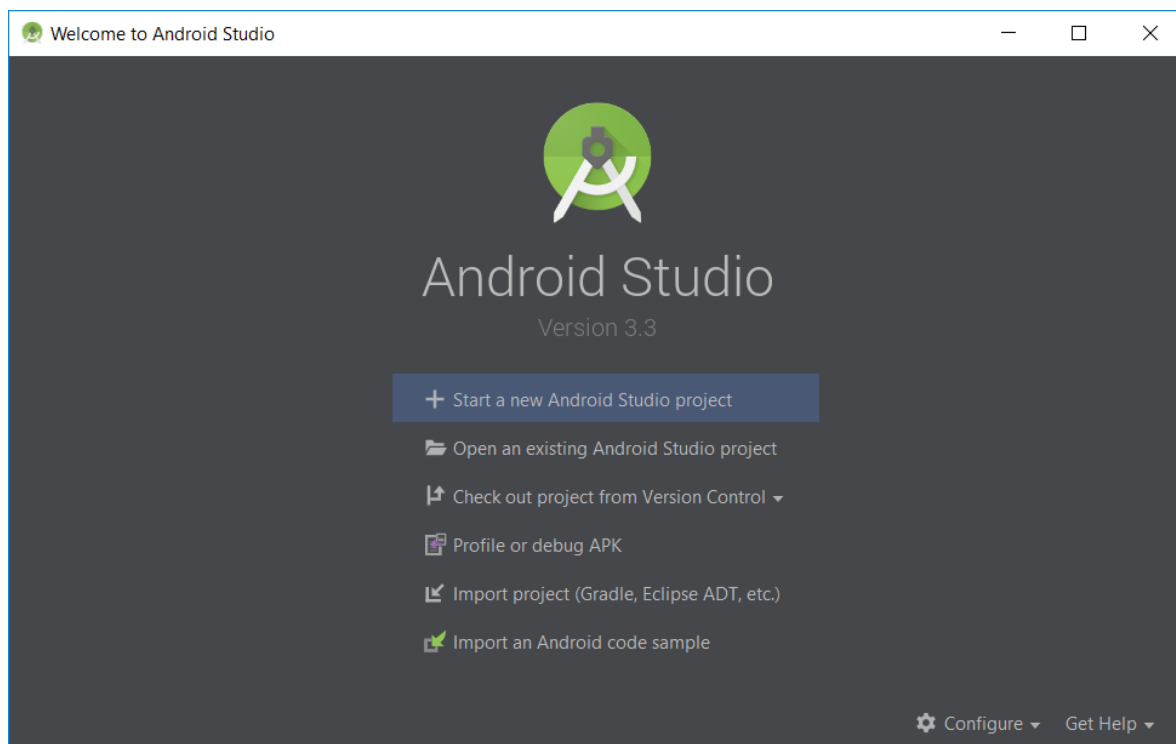 Welcome to Android Studio
Android Studio
Version 3.3
Start a new Android Studio project
Open an existing Android Studio project
Check out project from Version Control
Profile or debug APK
Import project (Gradle, Eclipse ADT, etc.)
Import an Android code sample
Configure Get Help